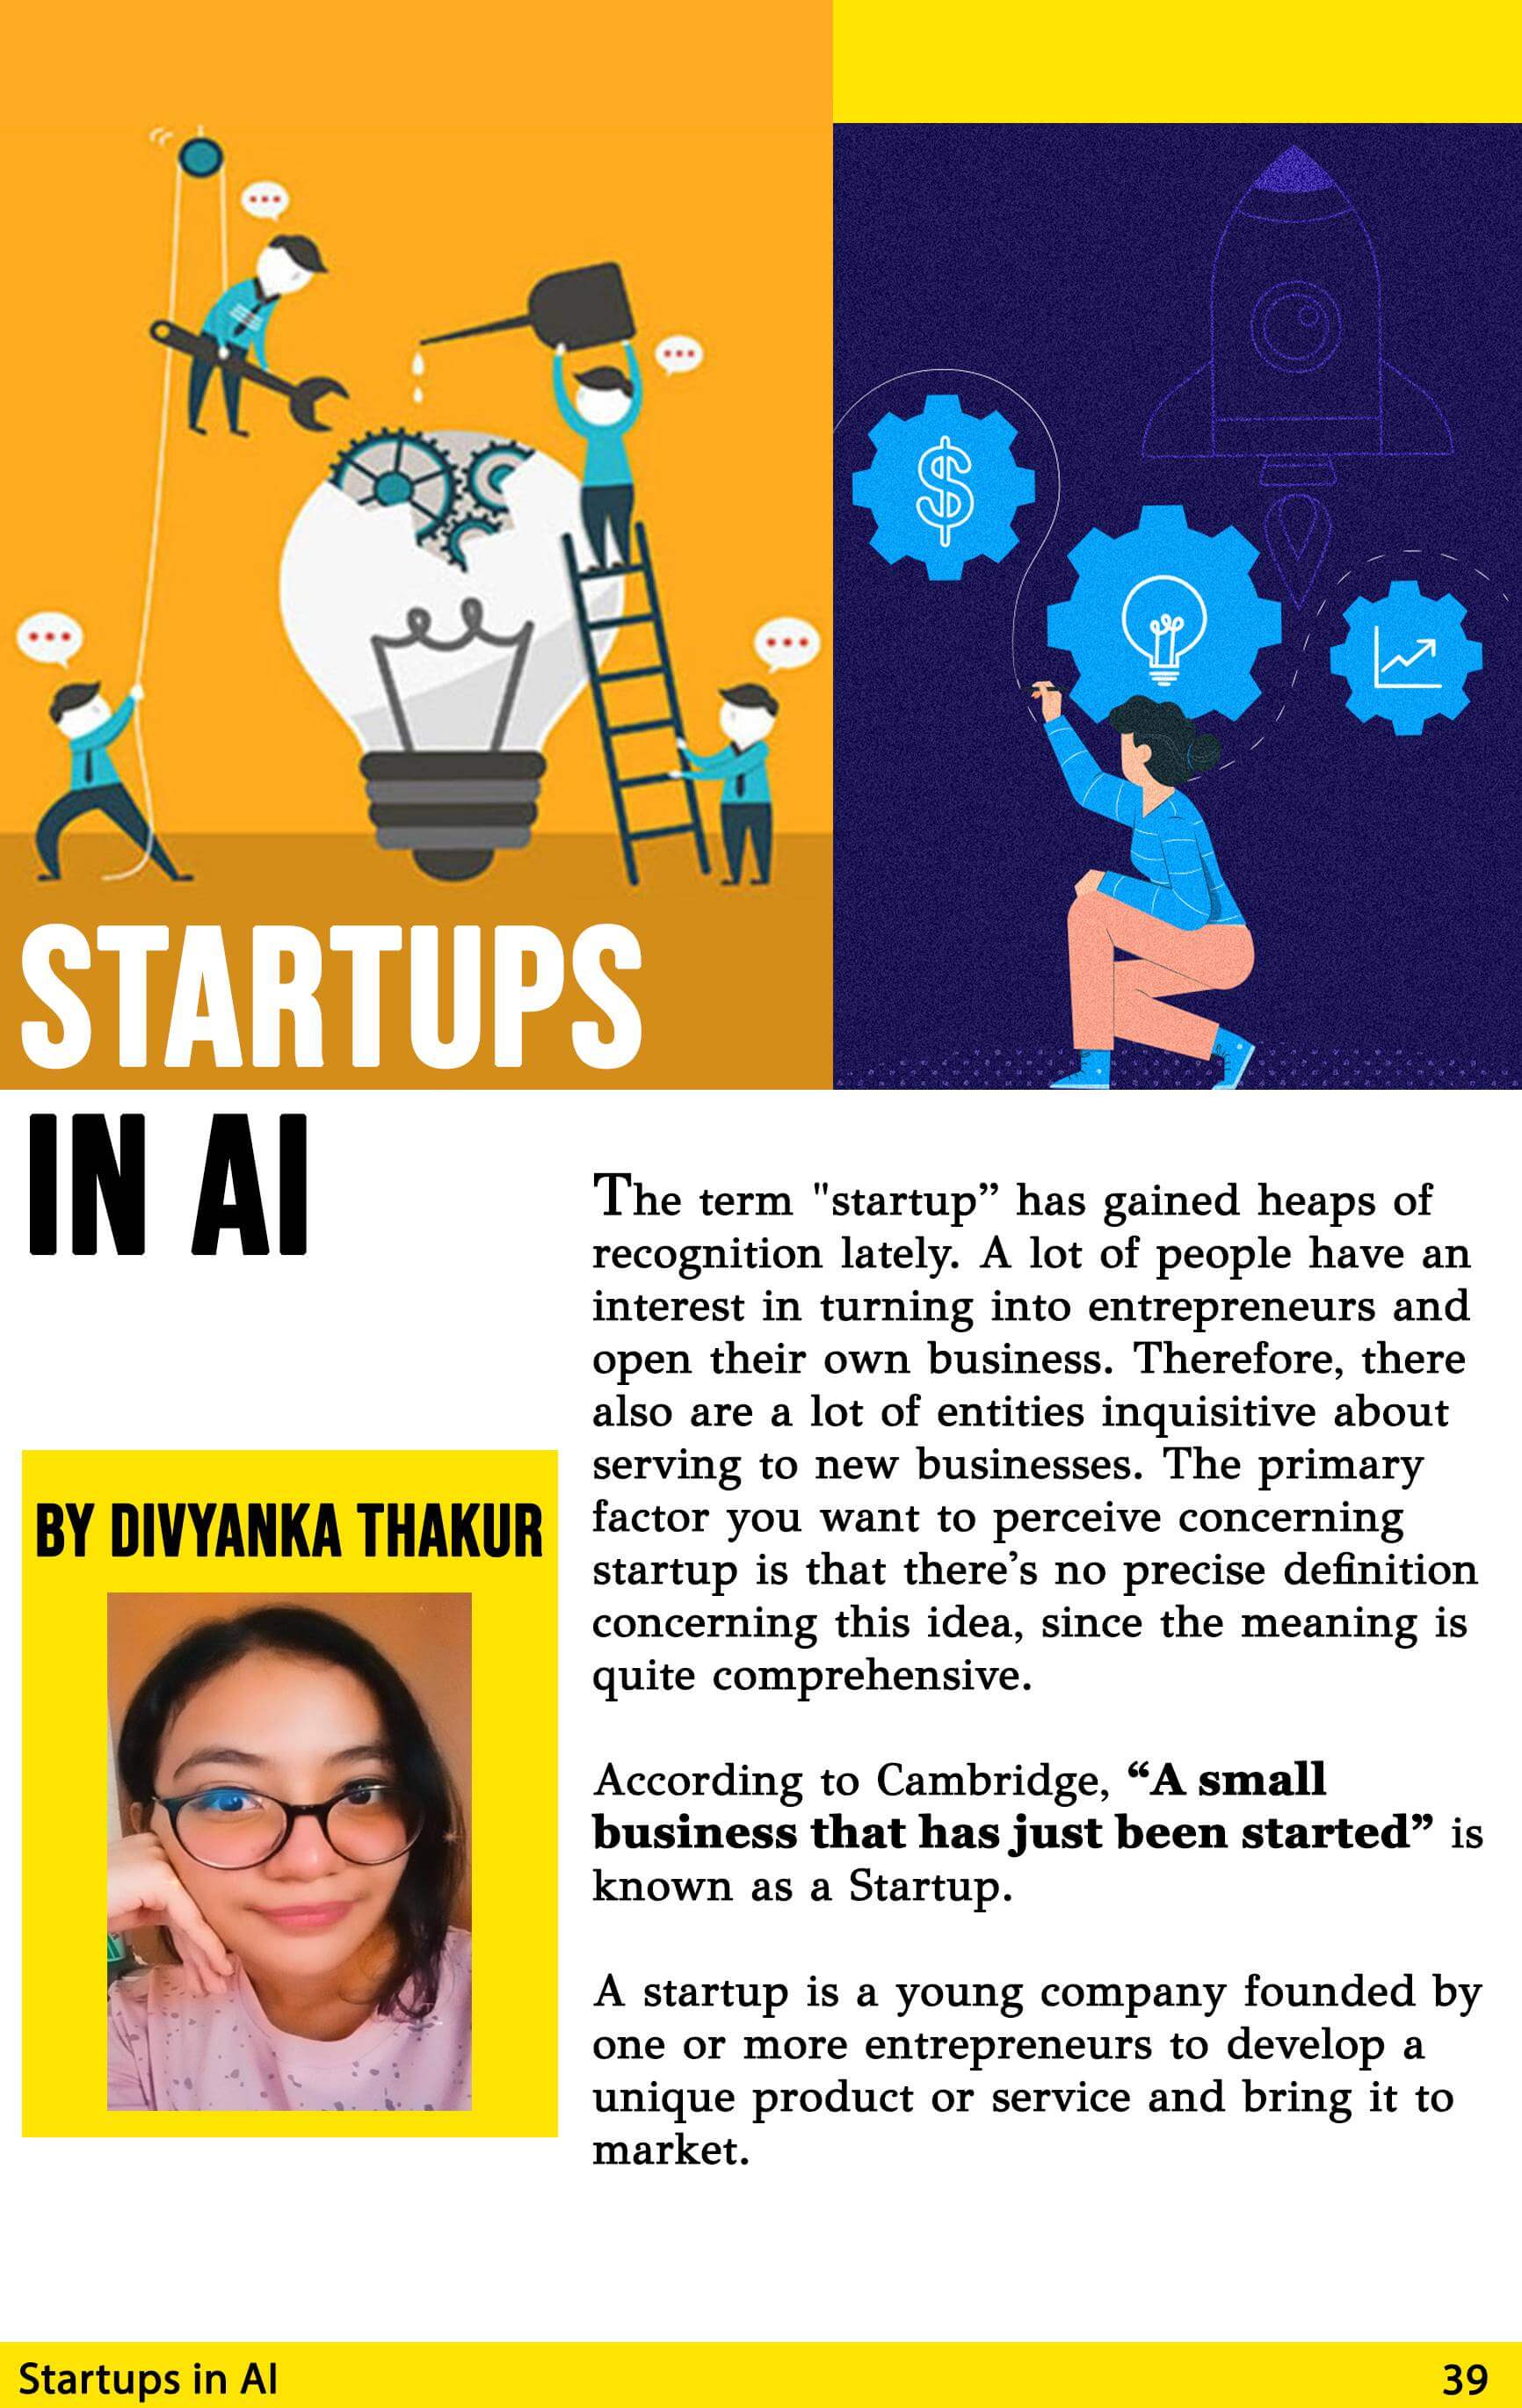 STARTUPS
IN AI
BY DIVYANKA THAKUR
The term "startup” has gained heaps of
recognition lately. A lot of people have an
interest in turning into entrepreneurs and
open their own business. Therefore, there
also are a lot of entities inquisitive about
serving to new businesses. The primary
factor you want to perceive concerning
startup is that there’s no precise definition
concerning this idea, since the meaning is
quite comprehensive.
According to Cambridge, “A small
business that has just been started” is
known as a Startup.
A startup is a young company founded by
one or more entrepreneurs to develop a
unique product or service and bring it to
market.
Startups in AI
39